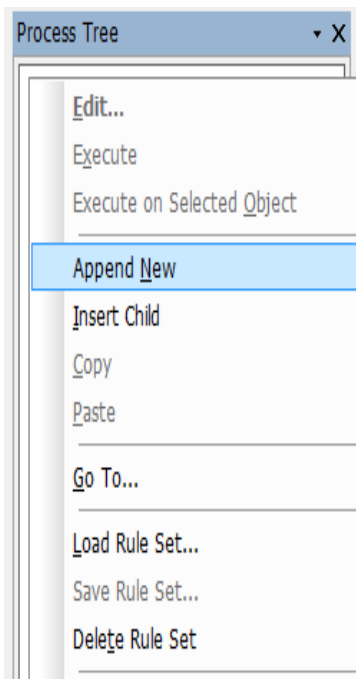 Process Tree
Edit...
Execute
Execute on Selected Object
Append New
Insert Child
Copy
Paste
Go To...
Load Rule Set...
Save Rule Set...
Delete Rule Set